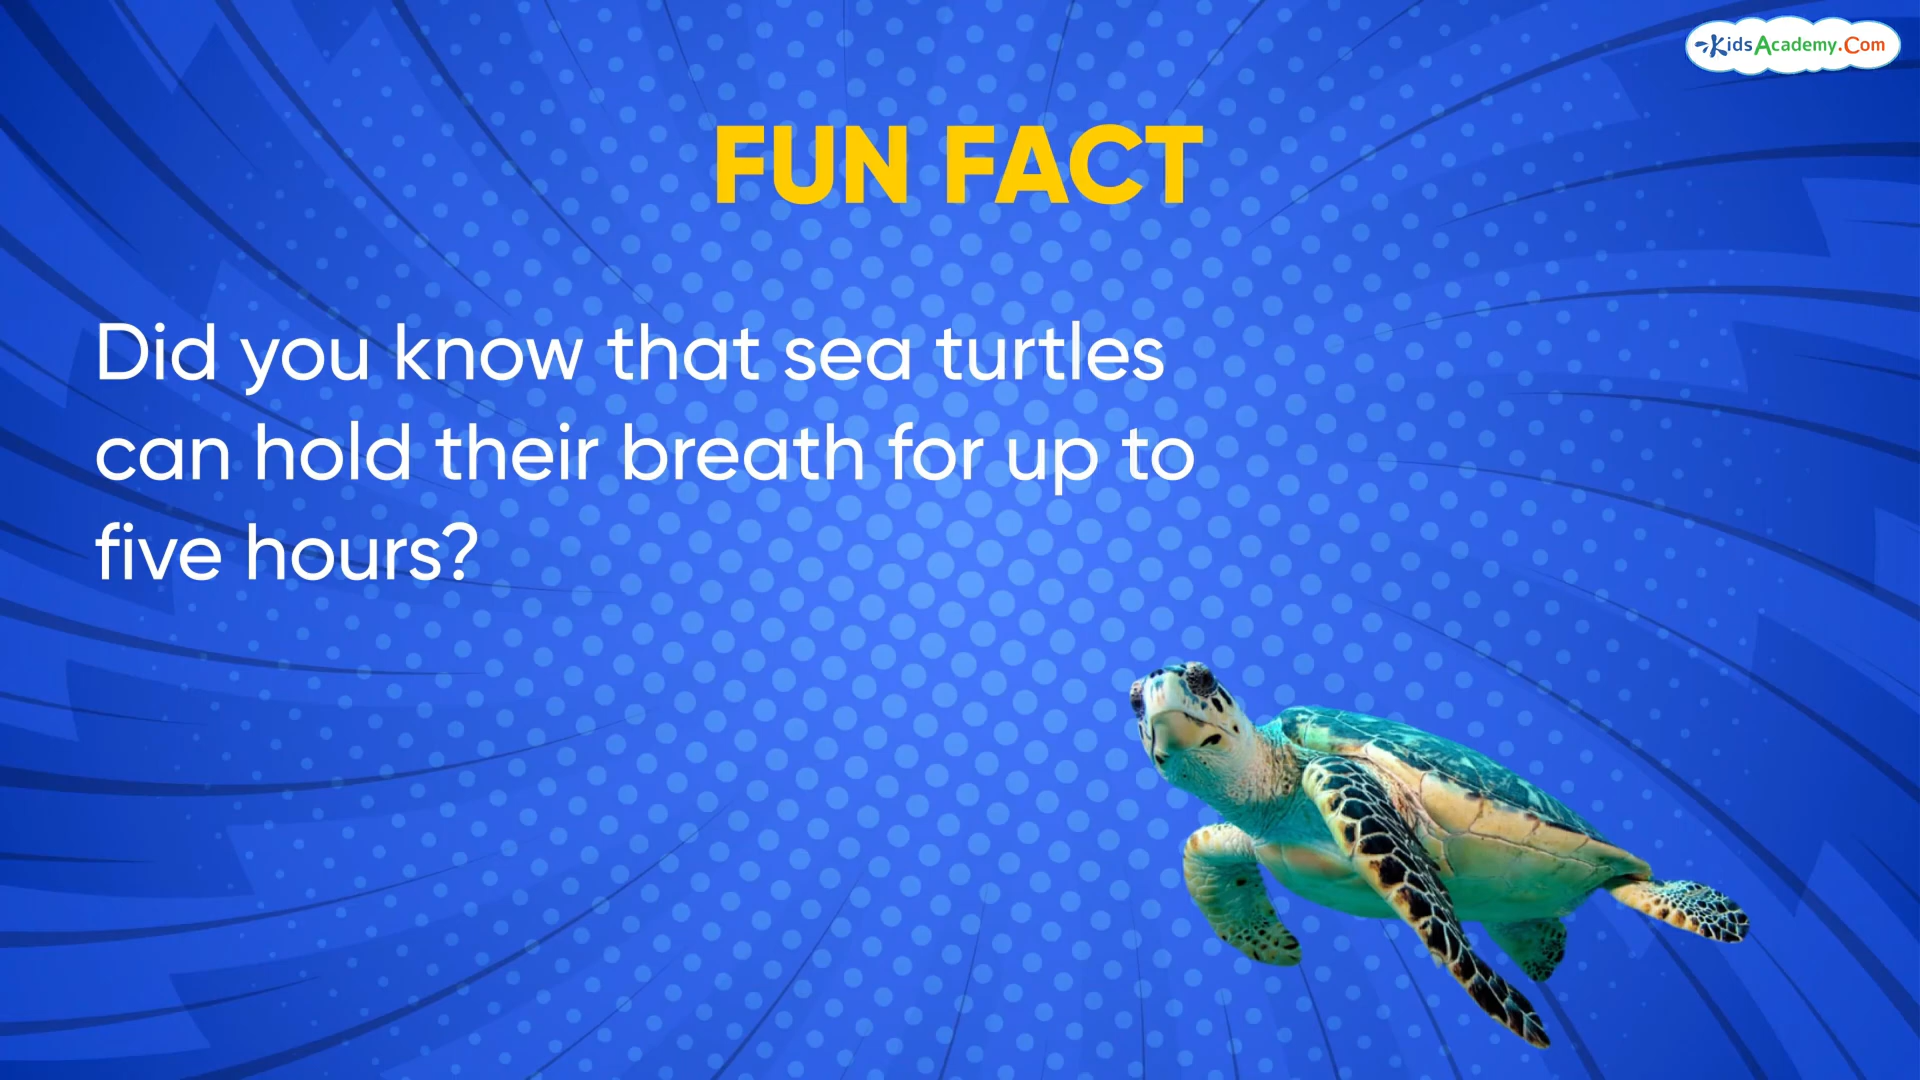 KidsAcademy.Com
FUN FACT
Did you know that sea turtles
can hold their breath for up to
five hours?